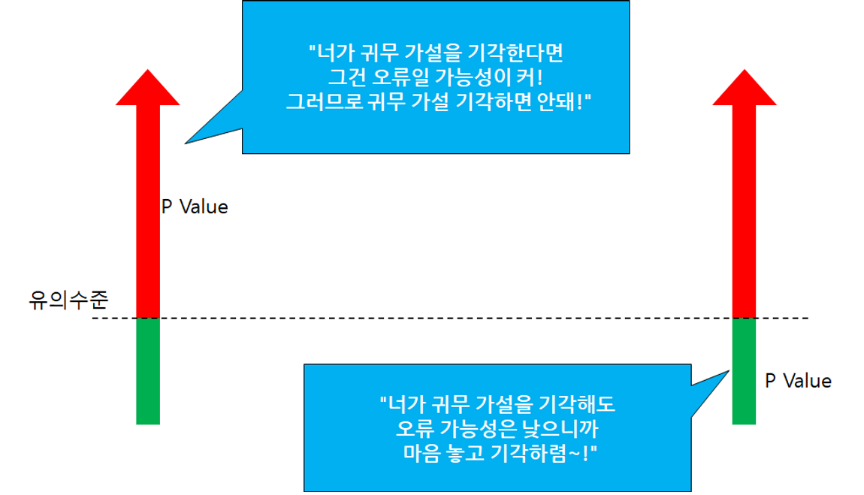 "너가 귀무 가설을 기각한다면
그건 오류일 가능성이 커!
그러므로 귀무 가설 기각하면 안돼!"
P Value
유의수준
P Value
"너가 귀무 가설을 기각해도
오류 가능성은 낮으니까
마음 놓고 기각하렴~!"